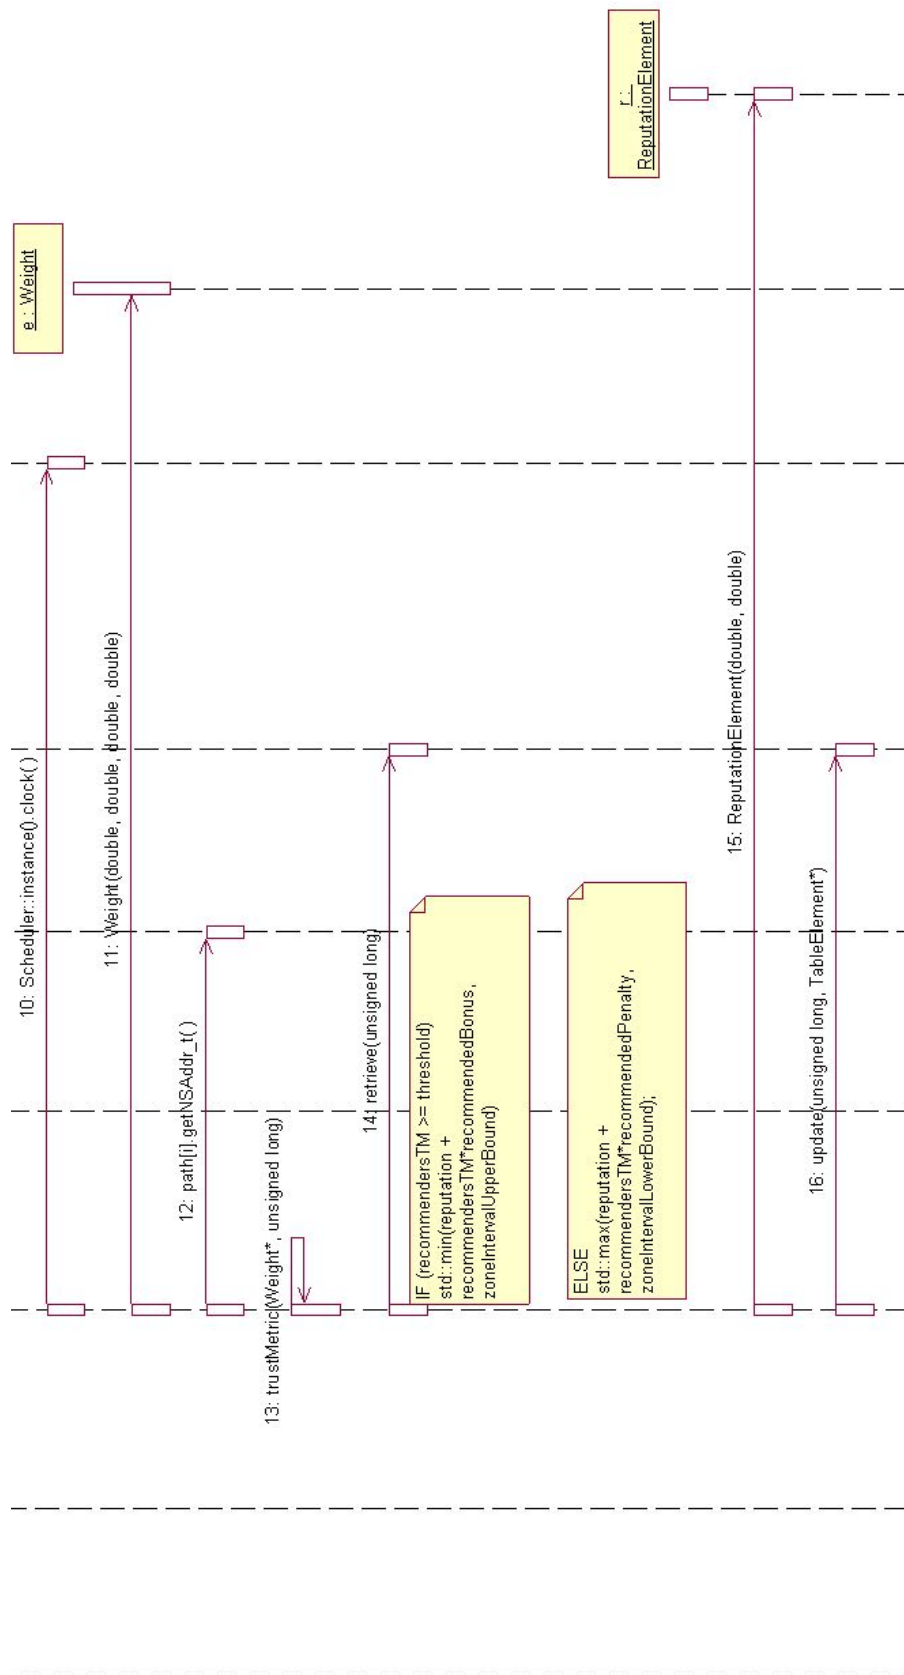 e : Weight
r :
ReputationElement
10: Scheduler::instance().clock( )
11: Weight(double, double, double, double)
12: path[i].getNSAddr_t( )
13: trustMetric(Weight*, unsigned long)
14: retrieve(unsigned long)
IF (recommendersTM >= threshold)
std::min(reputation +
recommendersTM*recommendedBonus,
zoneIntervalUpperBound)
ELSE
std::max(reputation +
recommendersTM*recommendedPenalty,
zoneIntervalLowerBound);
15: ReputationElement(double, double)
16: update(unsigned long, TableElement*)